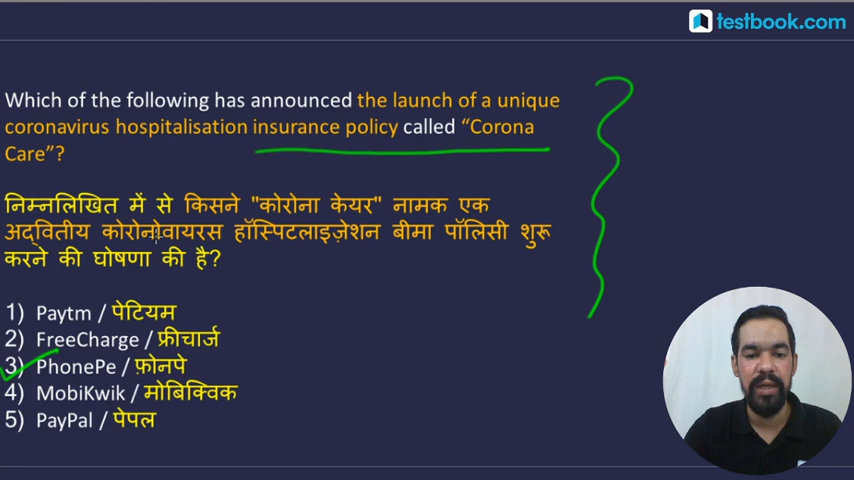 testbook.com
Which of the following has announced the launch of a unique
coronavirus hospitalisation insurance policy called “Corona
Care”?
निम्नलिखित में से किसने "कोरोना केयर" नामक एक
अद्वितीय कोरोनोवायरस हॉस्पिटलाइज़ेशन बीमा पॉलिसी शुरू
करने की घोषणा की है?
1) Paytm / पेटियम
2) FreeCharge / फ्रीचार्ज
3) PhonePe / फ़ोनपे
4) MobiKwik / मोबिक्विक
5) PayPal / पेपल